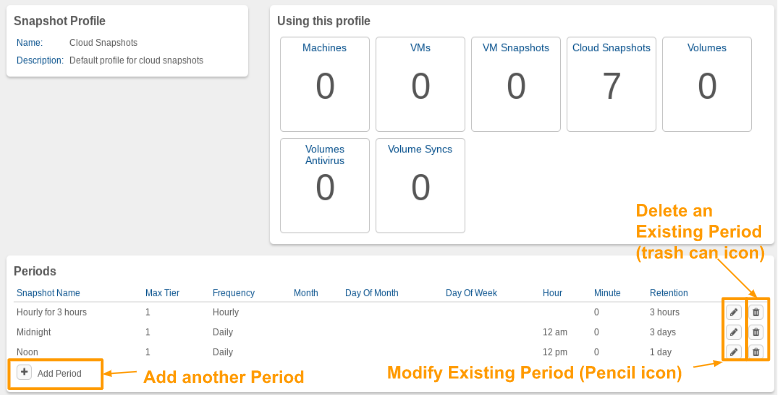 Snapshot Profile
Name: Cloud Snapshots
Description: Default profile for cloud snapshots
Using this profile
Machines VMs VM Snapshots Cloud Snapshots Volumes
0 0 0 7 0
Volumes Volume Syncs
Antivirus
0 0
Delete an
Existing Period
(trash can icon)
Periods
Snapshot Name Max Tier Frequency Month Day Of Month Day Of Week Hour Minute Retention
Hourly for 3 hours 1 Hourly 0 3 hours
Midnight 1 Daily 12 am 0 3 days
Noon 1 Daily 12 pm 0 1 day
Add Period
Add another Period
Modify Existing Period (Pencil icon)